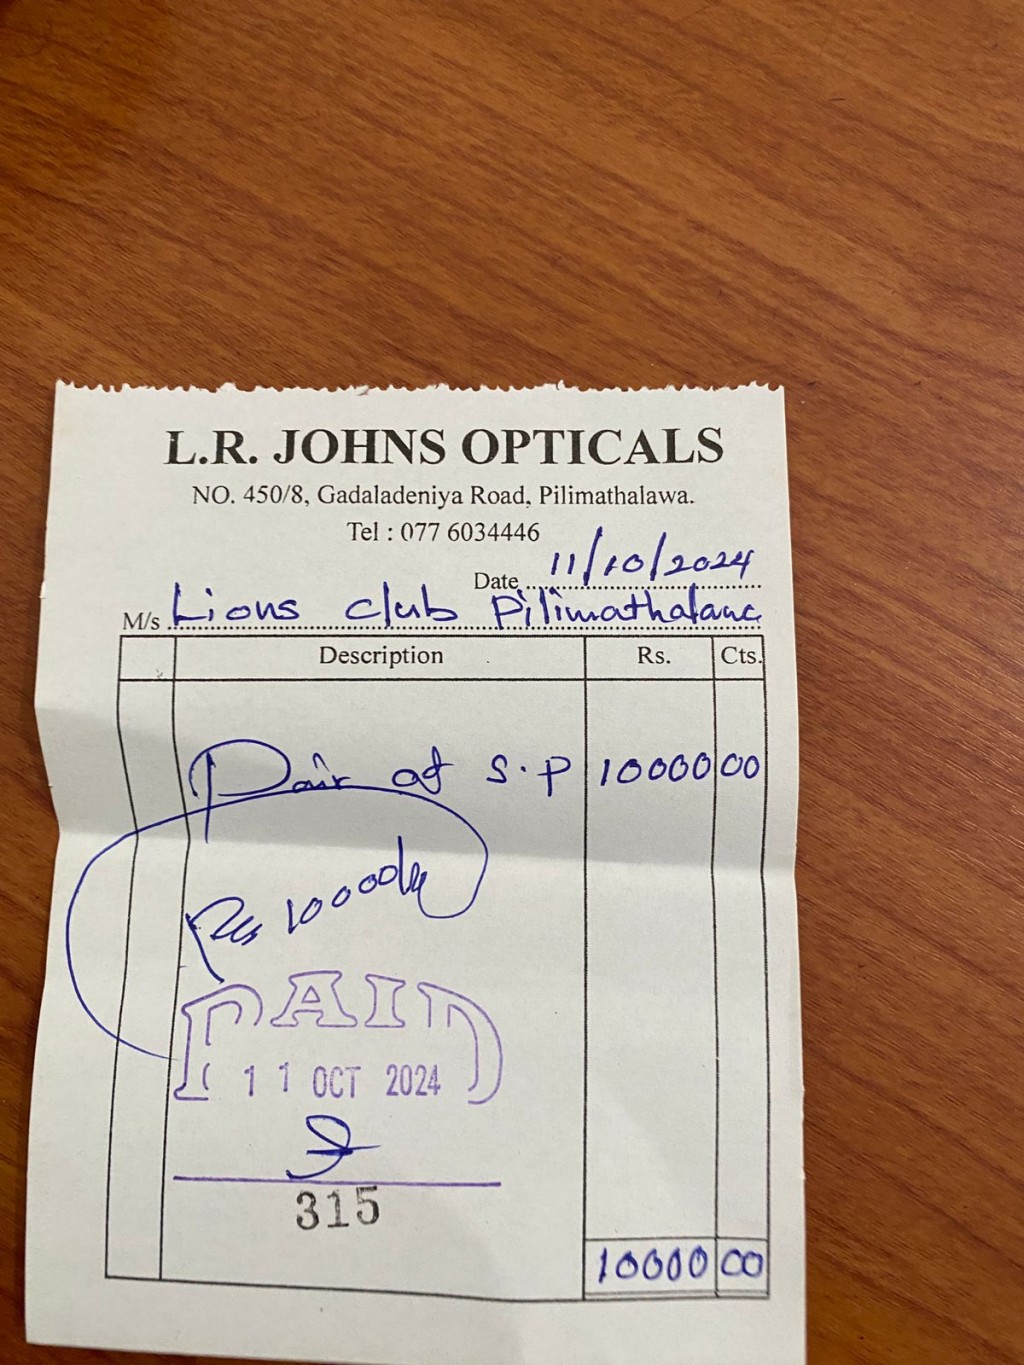 L.R. JOHNS OPTICALS
NO. 450/8, Gadaladeniya Road, Pilimathalawa.
Tel : 077 6034446
Date 11/10/2024
M/s Lions club Pilimathalawa
Description Rs. Cts.
Pair of S.P 10000 00
Rs 10000/=
PAID
11 OCT 2024
315
10000 00